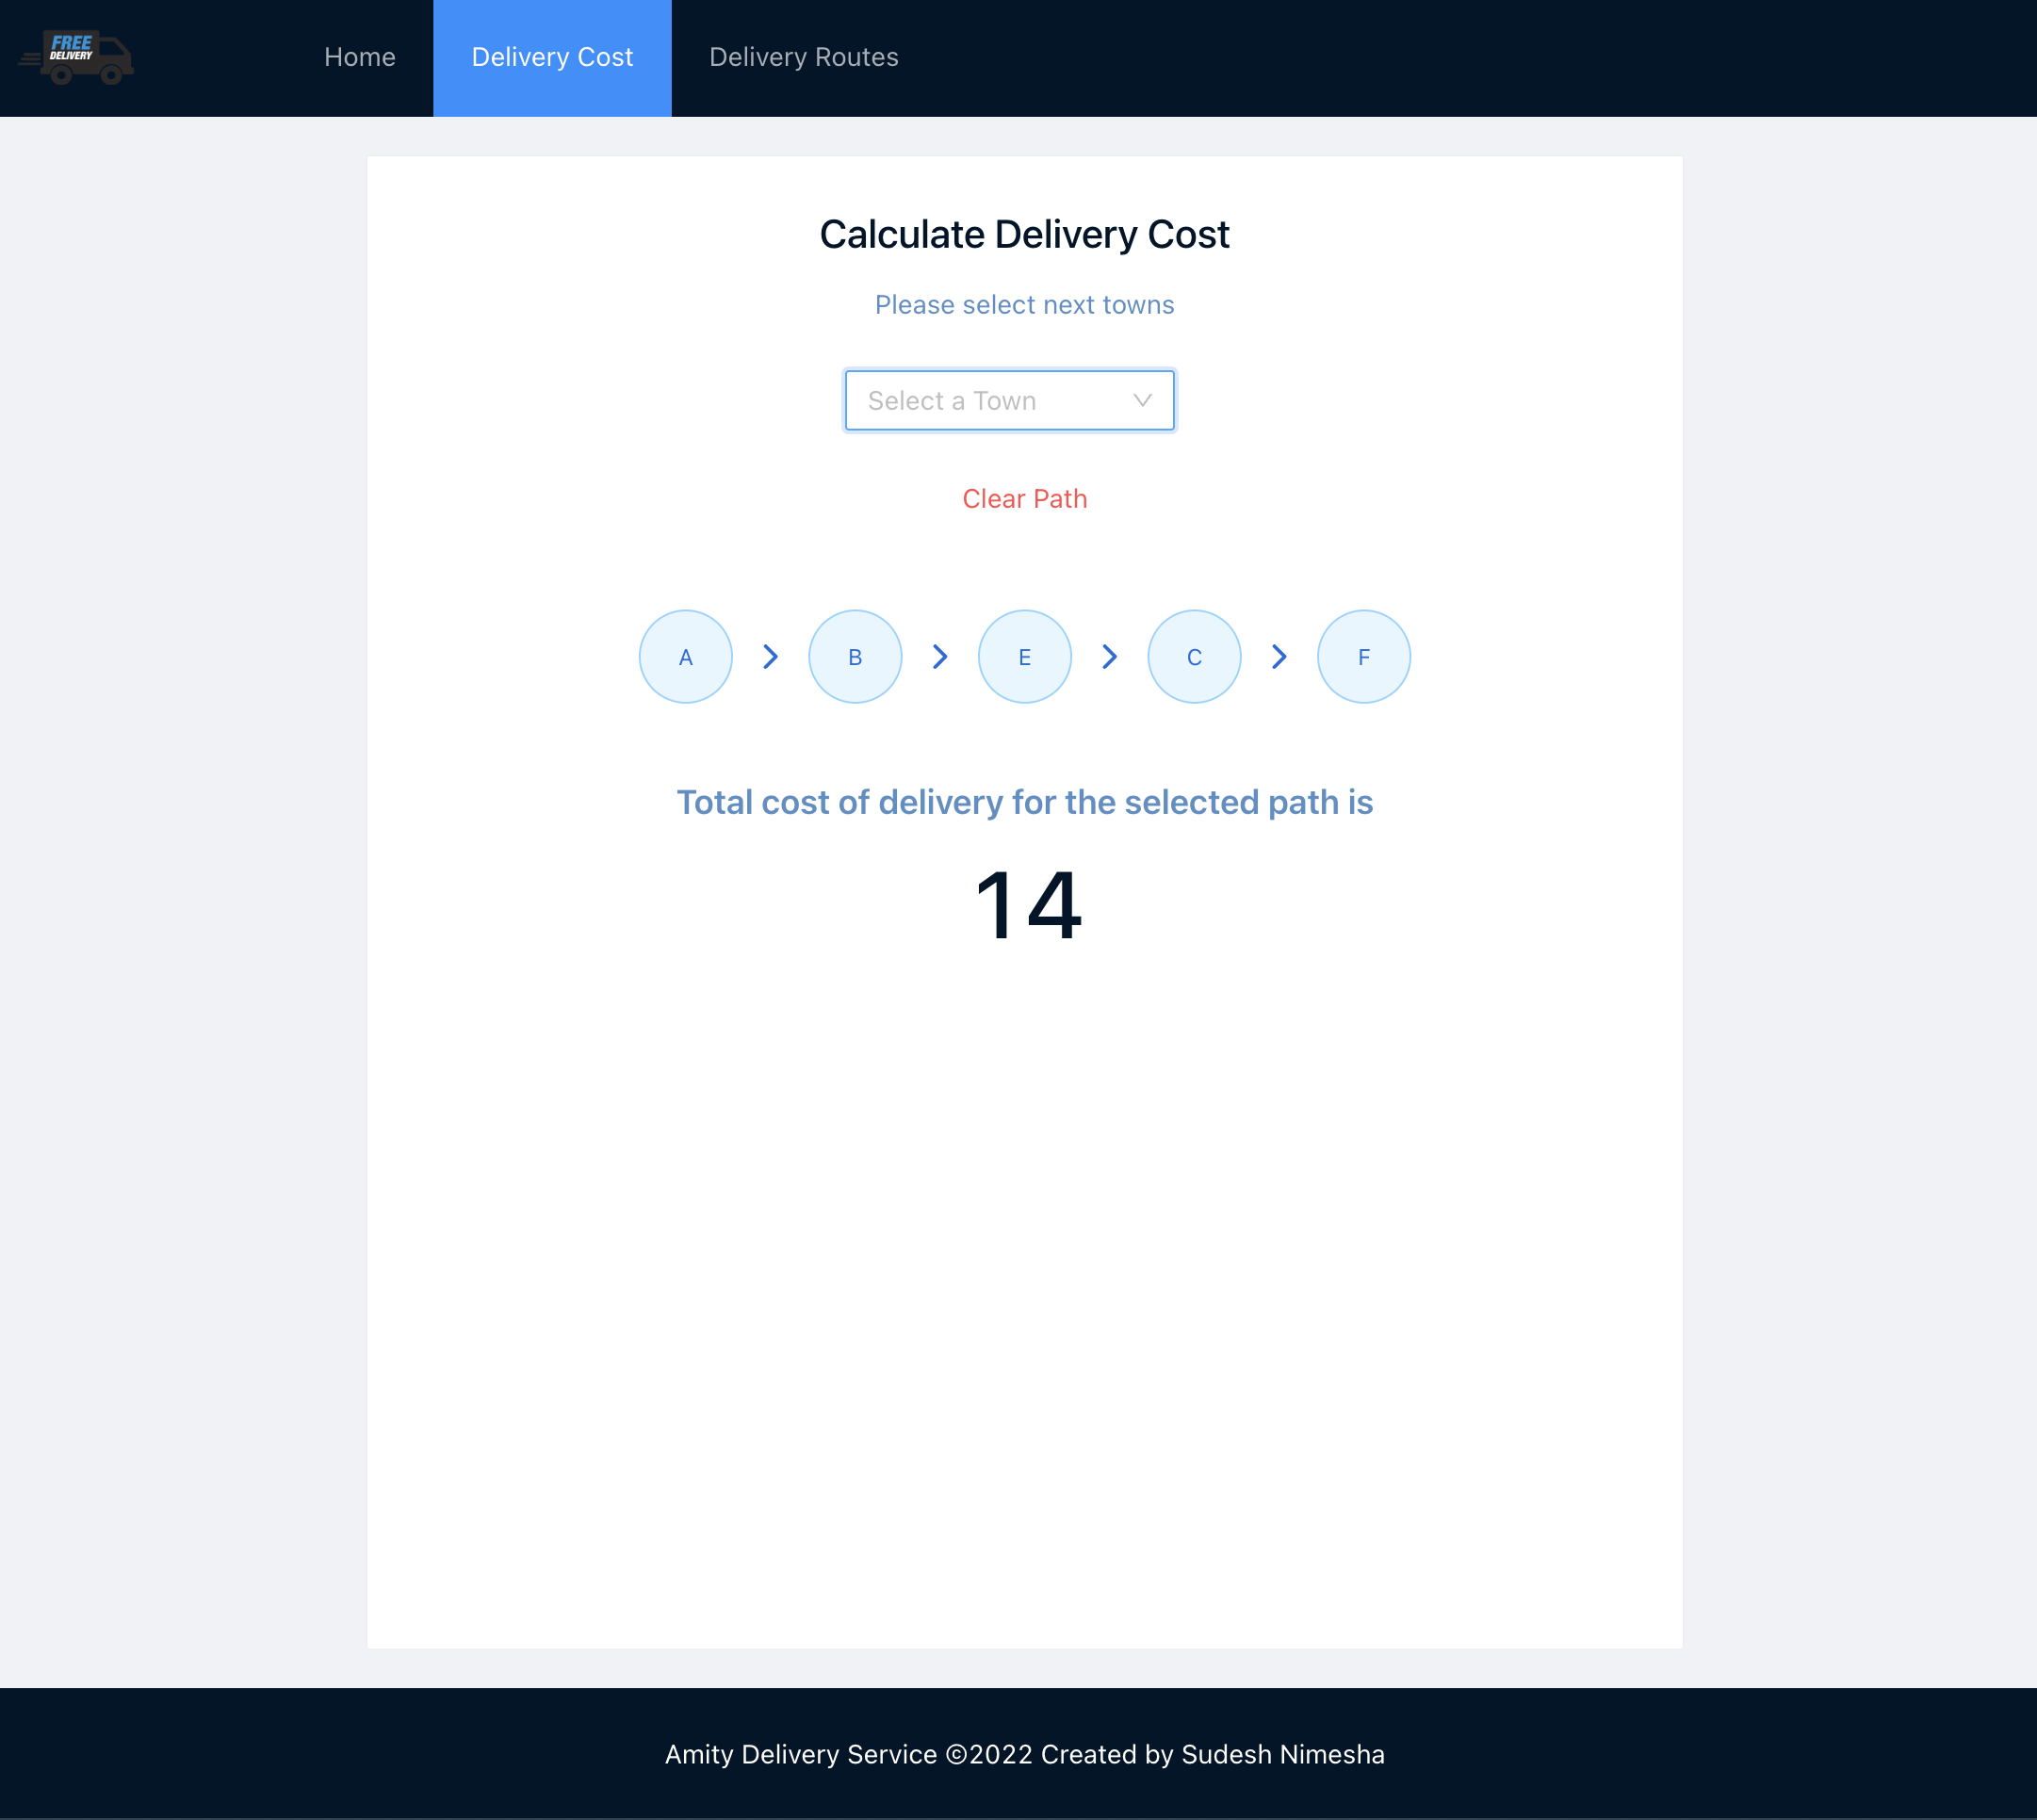 FREE
DELIVERY
Home
Delivery Cost
Delivery Routes
Calculate Delivery Cost
Please select next towns
Select a Town
Clear Path
A > B > E > C > F
Total cost of delivery for the selected path is
14
Amity Delivery Service ©2022 Created by Sudesh Nimesha